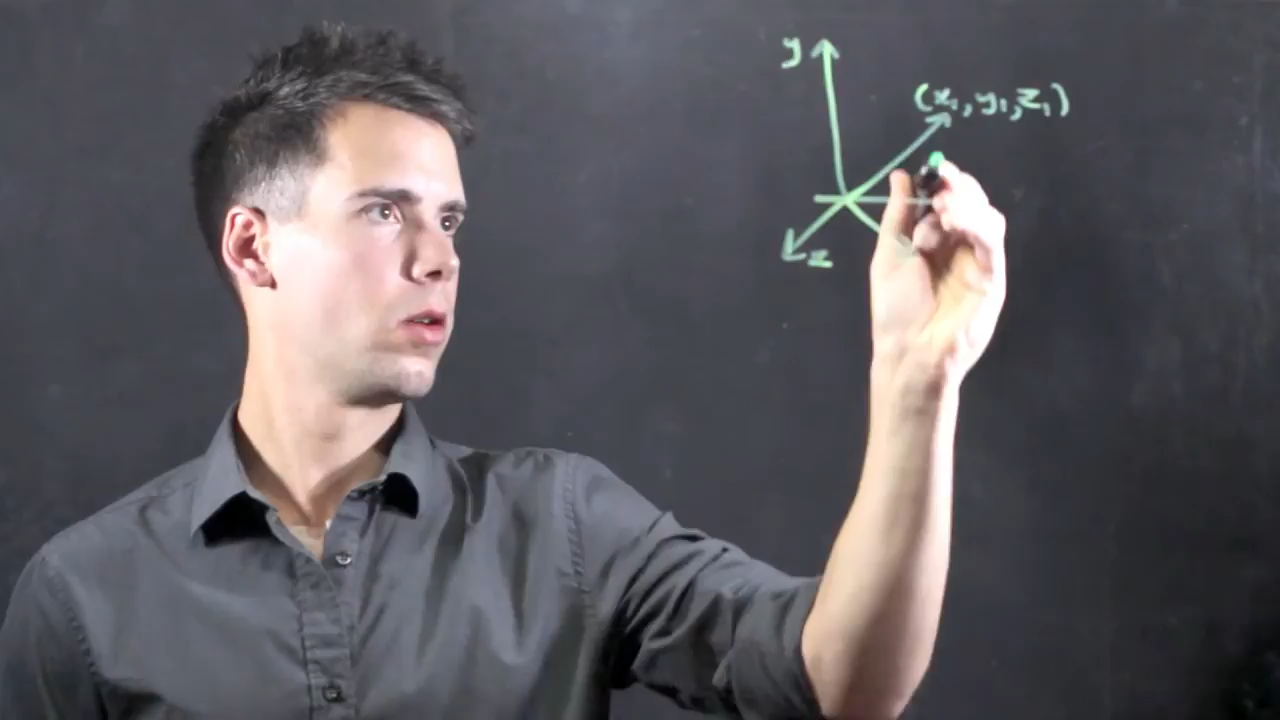 y
(x₁, y₁, z₁)
z